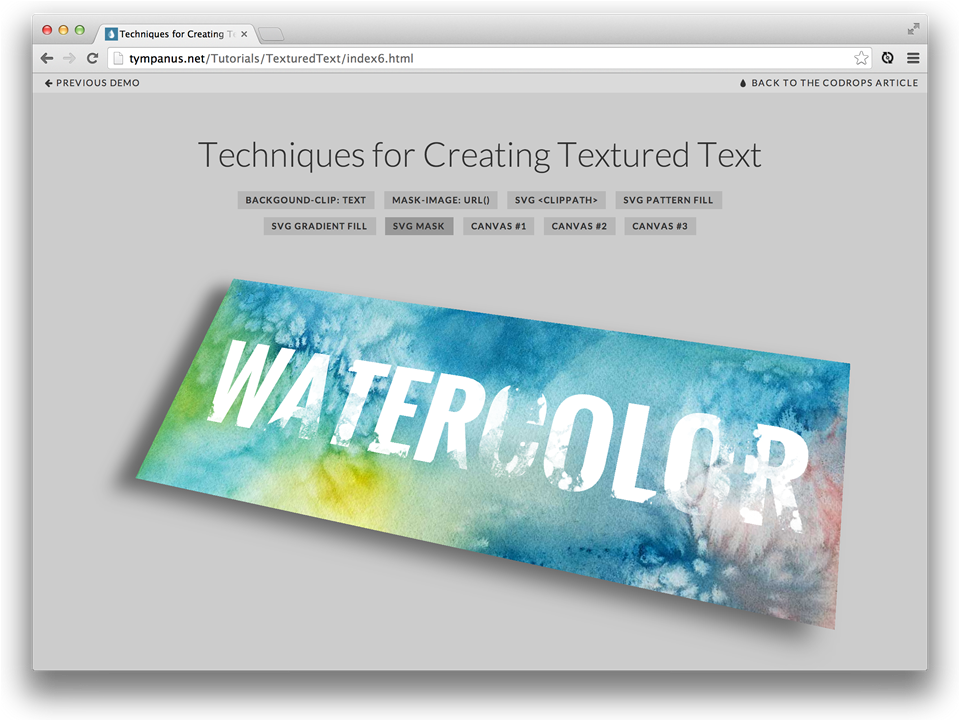 Techniques for Creating Te
tympanus.net/Tutorials/TexturedText/index6.html
PREVIOUS DEMO BACK TO THE CODROPS ARTICLE
Techniques for Creating Textured Text
BACKGOUND-CLIP: TEXT MASK-IMAGE: URL() SVG <CLIPPATH> SVG PATTERN FILL
SVG GRADIENT FILL SVG MASK CANVAS #1 CANVAS #2 CANVAS #3
WATERCOLOR